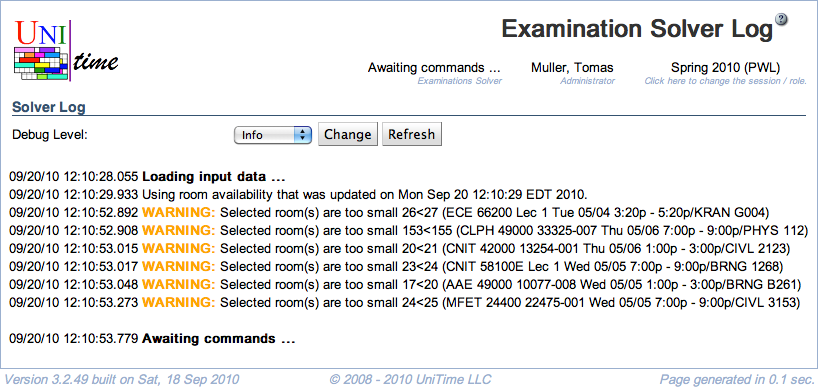 UNI
time
Examination Solver Log
?
Awaiting commands ... Muller, Tomas Spring 2010 (PWL)
Examinations Solver Administrator Click here to change the session / role.
Solver Log
Debug Level: Info Change Refresh
09/20/10 12:10:28.055 Loading input data ...
09/20/10 12:10:29.933 Using room availability that was updated on Mon Sep 20 12:10:29 EDT 2010.
09/20/10 12:10:52.892 WARNING: Selected room(s) are too small 26<27 (ECE 66200 Lec 1 Tue 05/04 3:20p - 5:20p/KRAN G004)
09/20/10 12:10:52.908 WARNING: Selected room(s) are too small 153<155 (CLPH 49000 33325-007 Thu 05/06 7:00p - 9:00p/PHYS 112)
09/20/10 12:10:53.015 WARNING: Selected room(s) are too small 20<21 (CNIT 42000 13254-001 Thu 05/06 1:00p - 3:00p/CIVL 2123)
09/20/10 12:10:53.017 WARNING: Selected room(s) are too small 23<24 (CNIT 58100E Lec 1 Wed 05/05 7:00p - 9:00p/BRNG 1268)
09/20/10 12:10:53.048 WARNING: Selected room(s) are too small 17<20 (AAE 49000 10077-008 Wed 05/05 1:00p - 3:00p/BRNG B261)
09/20/10 12:10:53.273 WARNING: Selected room(s) are too small 24<25 (MFET 24400 22475-001 Wed 05/05 7:00p - 9:00p/CIVL 3153)
09/20/10 12:10:53.779 Awaiting commands ...
Version 3.2.49 built on Sat, 18 Sep 2010 © 2008 - 2010 UniTime LLC Page generated in 0.1 sec.